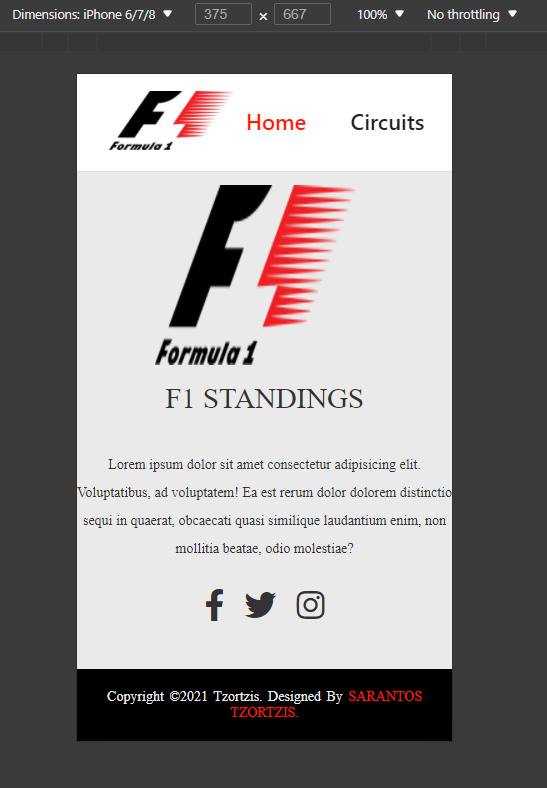 Dimensions: iPhone 6/7/8 375 × 667 100% No throttling
Formula 1 Home Circuits
F1
Formula 1
F1 STANDINGS
Lorem ipsum dolor sit amet consectetur adipisicing elit.
Voluptatibus, ad voluptatem! Ea est rerum dolor dolorem distinctio
sequi in quaerat, obcaecati quasi similique laudantium enim, non
mollitia beatae, odio molestiae?
Copyright ©2021 Tzortzis. Designed By SARANTOS
TZORTZIS.